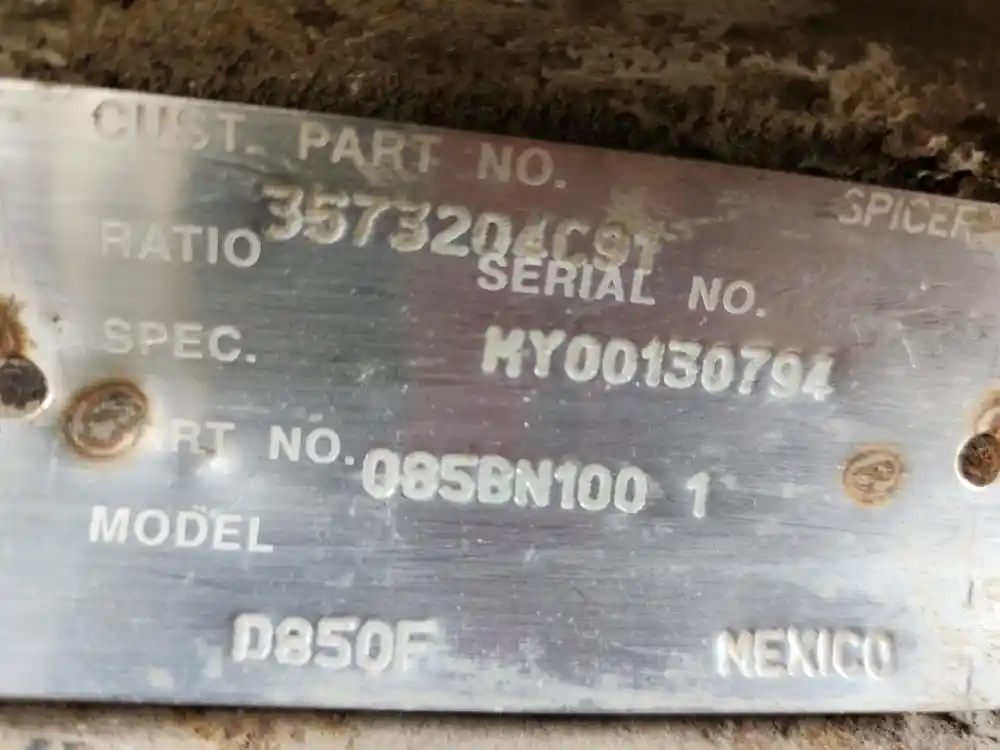 CUST. PART NO.
3573204C91
SPICER
RATIO
SERIAL NO.
SPEC.
MY00130794
RT NO.
085BN100 1
MODEL
D850F
MEXICO